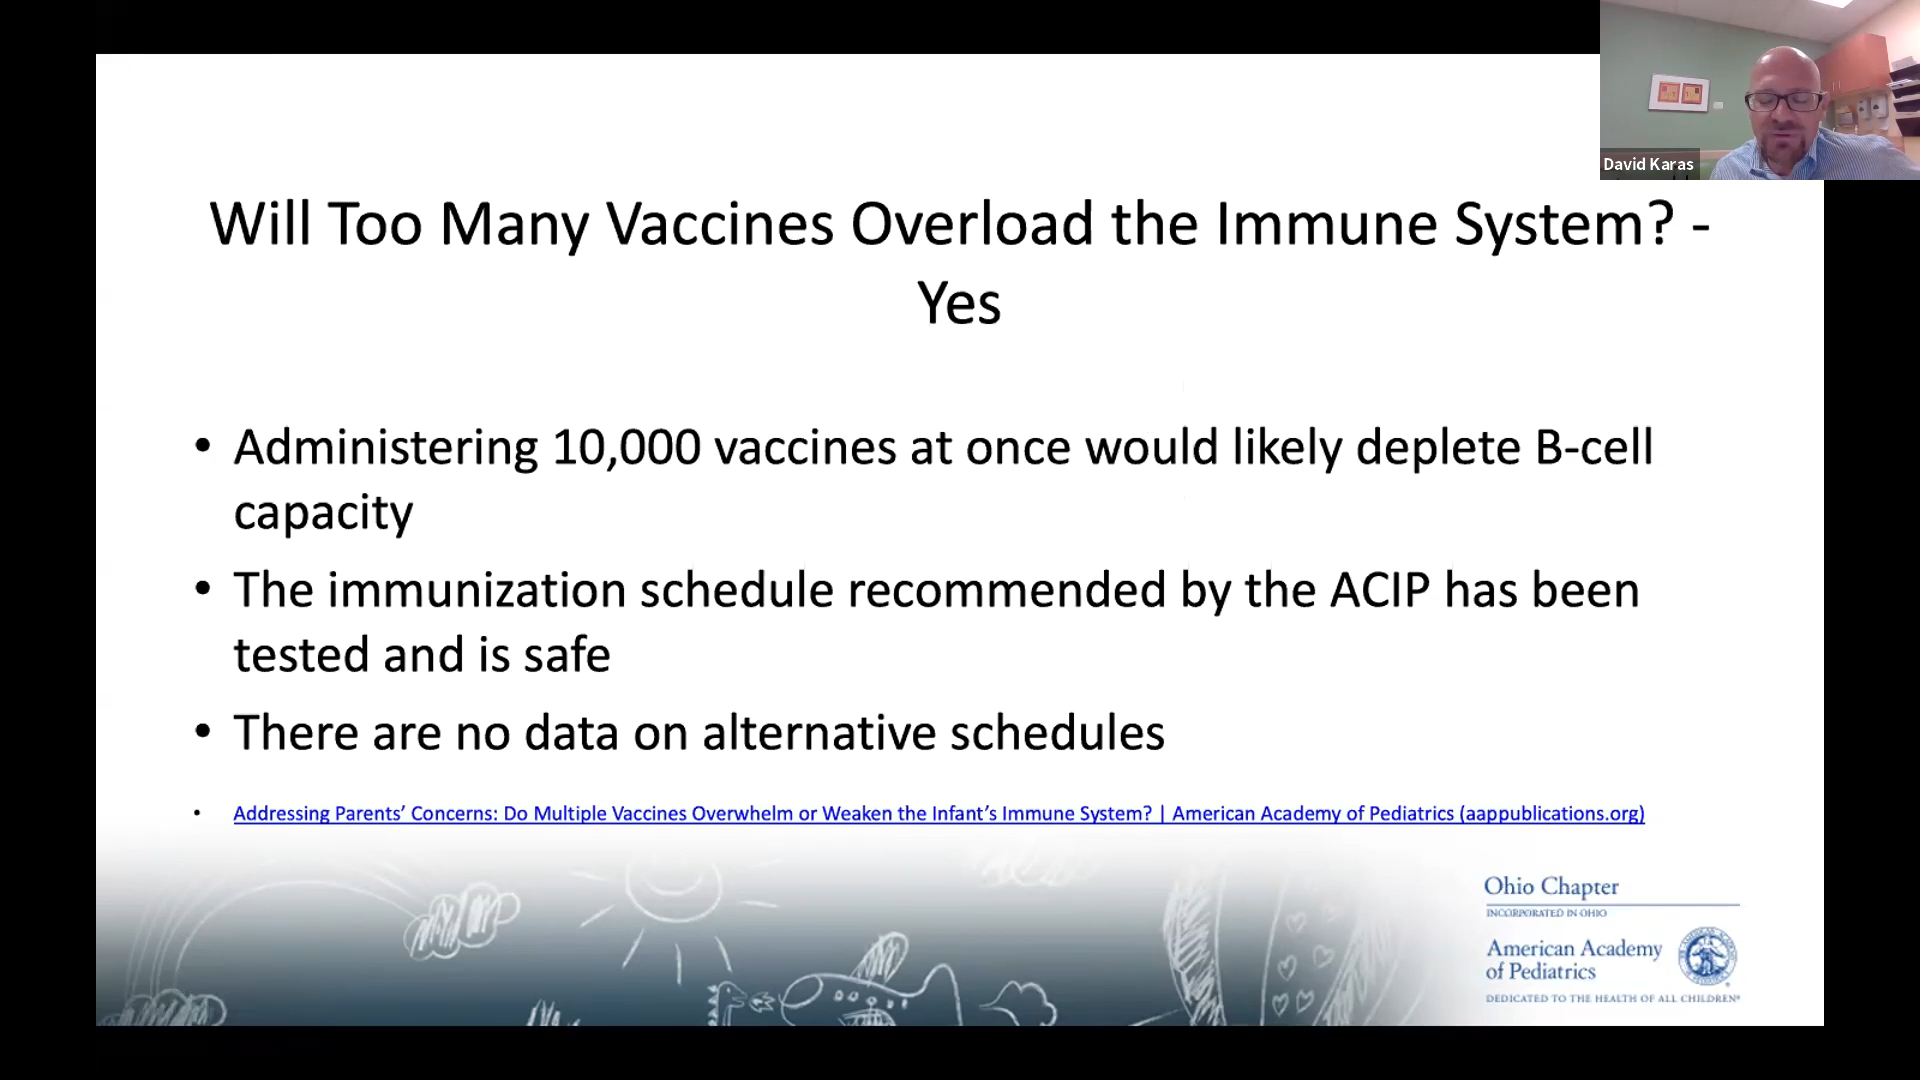 David Karas
Will Too Many Vaccines Overload the Immune System? -
Yes
• Administering 10,000 vaccines at once would likely deplete B-cell
capacity
• The immunization schedule recommended by the ACIP has been
tested and is safe
• There are no data on alternative schedules
• Addressing Parents’ Concerns: Do Multiple Vaccines Overwhelm or Weaken the Infant’s Immune System? | American Academy of Pediatrics (aappublications.org)
Ohio Chapter
INCORPORATED IN OHIO
American Academy
of Pediatrics
DEDICATED TO THE HEALTH OF ALL CHILDREN®